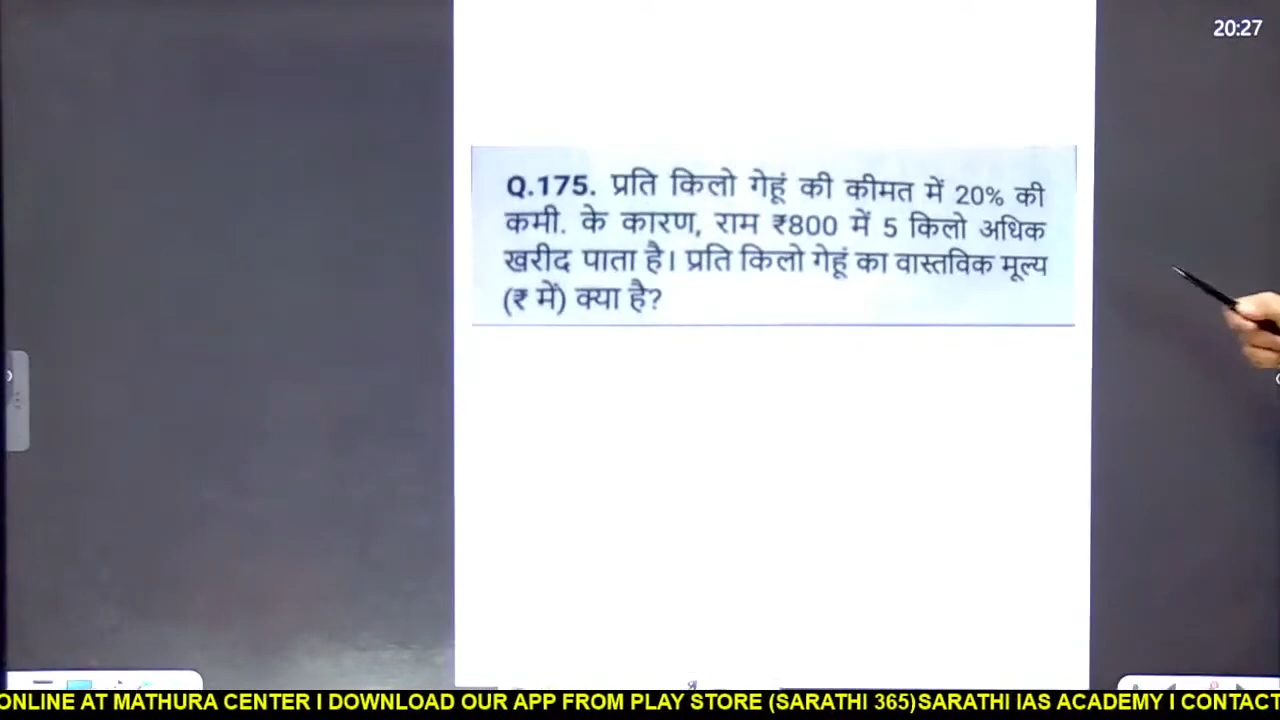 20:27
Q.175. प्रति किलो गेहूं की कीमत में 20% की
कमी. के कारण, राम ₹800 में 5 किलो अधिक
खरीद पाता है। प्रति किलो गेहूं का वास्तविक मूल्य
(₹ में) क्या है?
ONLINE AT MATHURA CENTER I DOWNLOAD OUR APP FROM PLAY STORE (SARATHI 365)SARATHI IAS ACADEMY I CONTACT